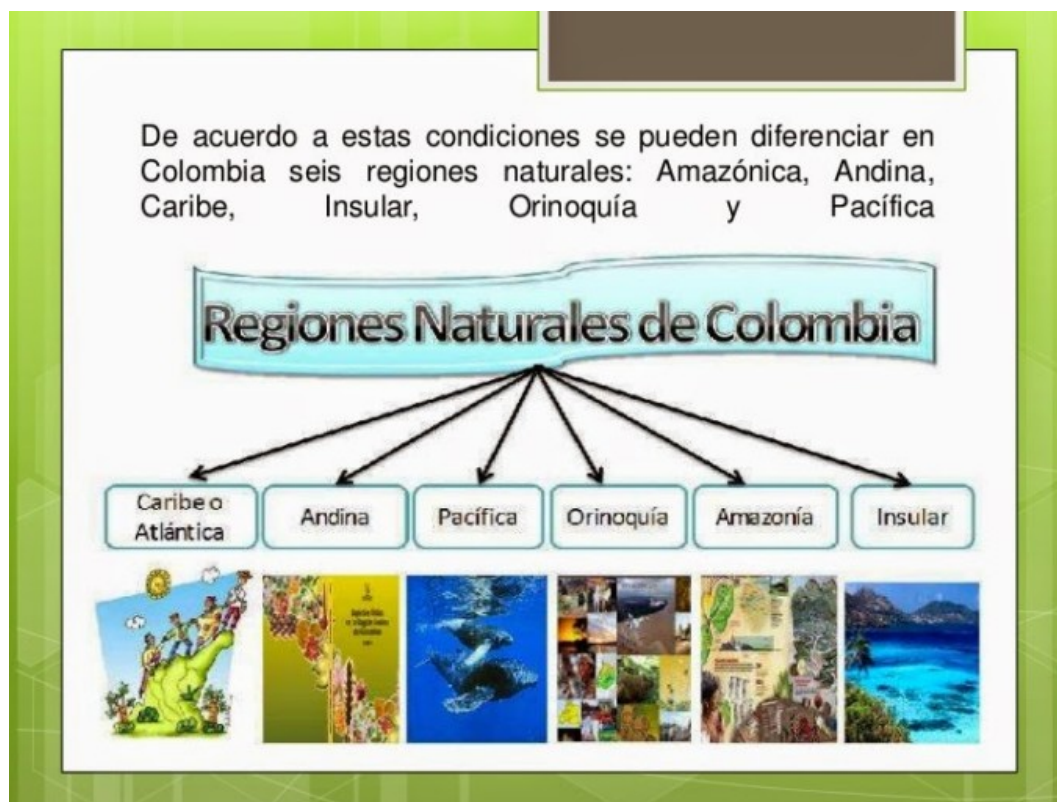 De acuerdo a estas condiciones se pueden diferenciar en
Colombia seis regiones naturales: Amazónica, Andina,
Caribe, Insular, Orinoquía y Pacífica
Regiones Naturales de Colombia
Caribe o
Atlántica
Andina
Pacífica
Orinoquía
Amazonía
Insular